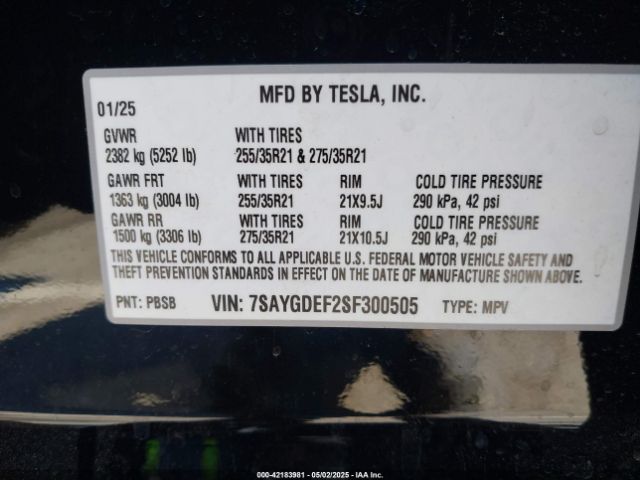 01/25 MFD BY TESLA, INC.
GVWR WITH TIRES
2382 kg (5252 lb) 255/35R21 & 275/35R21
GAWR FRT WITH TIRES RIM COLD TIRE PRESSURE
1363 kg (3004 lb) 255/35R21 21X9.5J 290 kPa, 42 psi
GAWR RR WITH TIRES RIM COLD TIRE PRESSURE
1500 kg (3306 lb) 275/35R21 21X10.5J 290 kPa, 42 psi
THIS VEHICLE CONFORMS TO ALL APPLICABLE U.S. FEDERAL MOTOR VEHICLE SAFETY AND
THEFT PREVENTION STANDARDS IN EFFECT ON THE DATE OF MANUFACTURE SHOWN ABOVE.
PNT: PBSB VIN: 7SAYGDEF2SF300505 TYPE: MPV
000-42183981 - 05/02/2025 - IAA Inc.